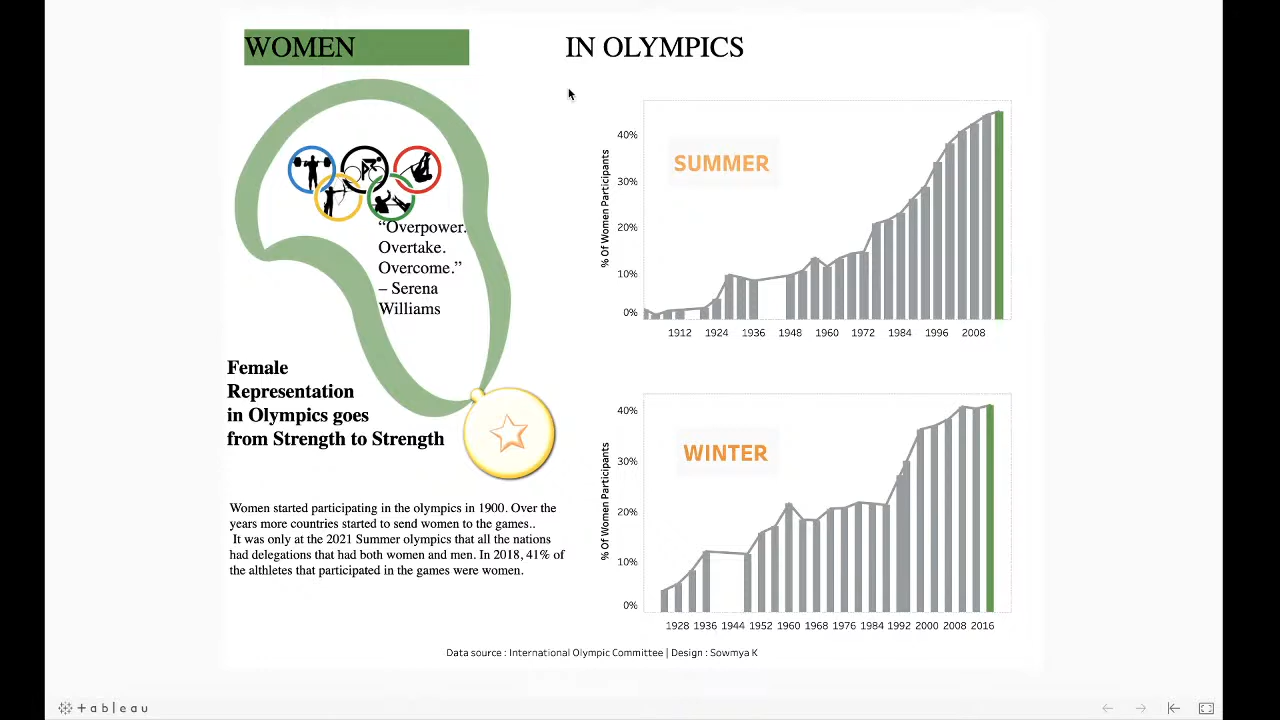 WOMEN IN OLYMPICS
“Overpower.
Overtake.
Overcome.”
– Serena
Williams
Female
Representation
in Olympics goes
from Strength to Strength
Women started participating in the olympics in 1900. Over the
years more countries started to send women to the games..
It was only at the 2021 Summer olympics that all the nations
had delegations that had both women and men. In 2018, 41% of
the althletes that participated in the games were women.
SUMMER
% Of Women Participants
40%
30%
20%
10%
0%
1912 1924 1936 1948 1960 1972 1984 1996 2008
WINTER
% Of Women Participants
40%
30%
20%
10%
0%
1928 1936 1944 1952 1960 1968 1976 1984 1992 2000 2008 2016
Data source : International Olympic Committee | Design : Sowmya K
+ableau